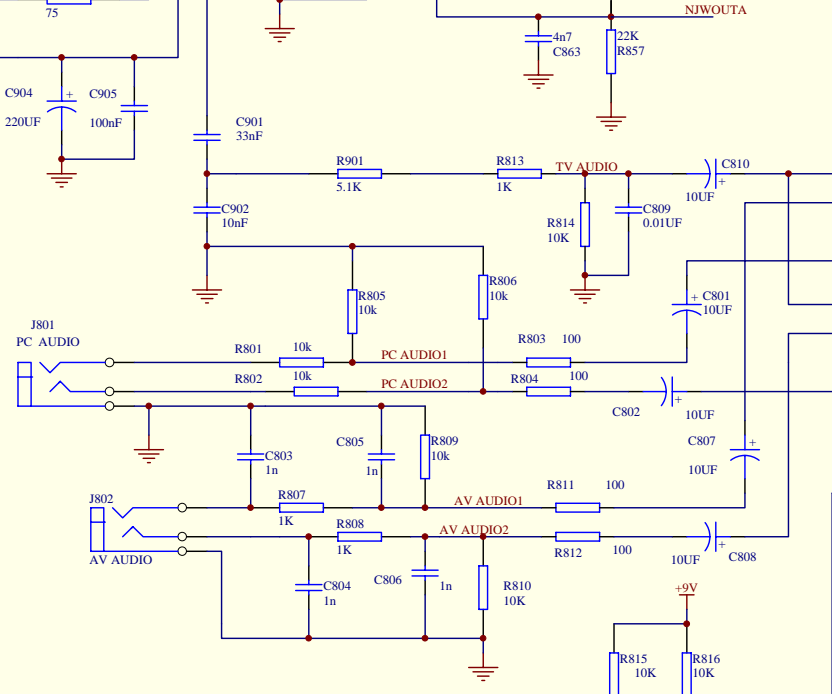 75
NJWOUTA
4n7
C863
22K
R857
C904
+
220UF
C905
100nF
C901
33nF
R901
5.1K
R813
1K
TV AUDIO
C810
+
10UF
C902
10nF
R814
10K
C809
0.01UF
R805
10k
R806
10k
+
C801
10UF
J801
PC AUDIO
R801
10k
PC AUDIO1
R803
100
R802
10k
PC AUDIO2
R804
100
C802
+
10UF
C803
1n
C805
1n
R809
10k
C807
+
10UF
J802
AV AUDIO
R807
1K
AV AUDIO1
R811
100
R808
1K
AV AUDIO2
R812
100
10UF
+
C808
C804
1n
C806
1n
R810
10K
+9V
R815
10K
R816
10K